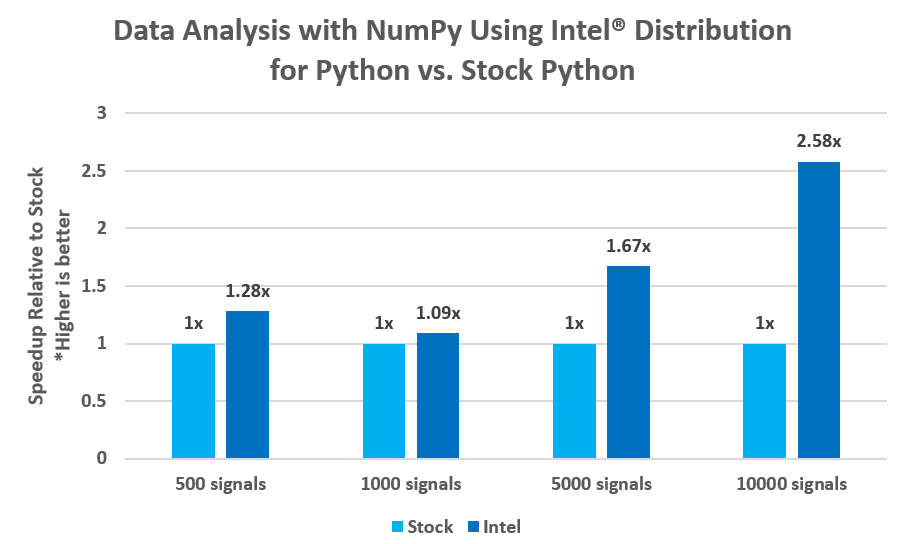 Data Analysis with NumPy Using Intel® Distribution
for Python vs. Stock Python
Speedup Relative to Stock
*Higher is better
3
2.5
2
1.5
1
0.5
0
1x
1.28x
1x
1.09x
1x
1.67x
1x
2.58x
500 signals
1000 signals
5000 signals
10000 signals
Stock
Intel